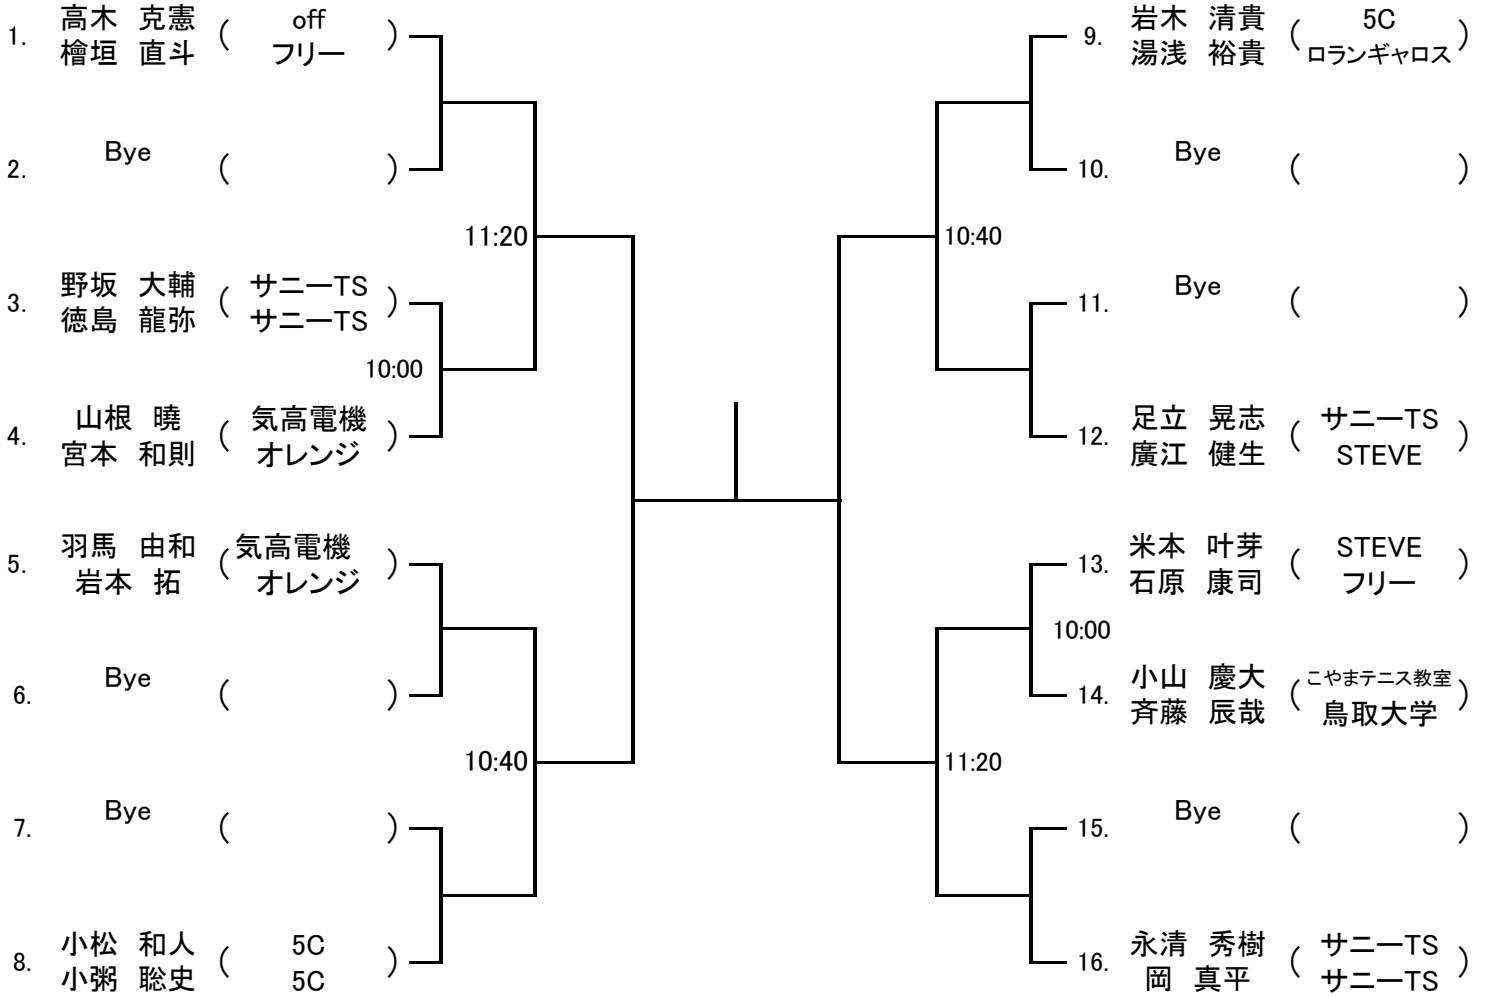 1. 高木 克憲 ( off )
檜垣 直斗 フリー
2. Bye ( )
11:20
3. 野坂 大輔 ( サニーTS )
徳島 龍弥 サニーTS
10:00
4. 山根 曉 ( 気高電機 )
宮本 和則 オレンジ
5. 羽馬 由和 ( 気高電機 )
岩本 拓 オレンジ
6. Bye ( )
10:40
7. Bye ( )
8. 小松 和人 ( 5C )
小粥 聡史 5C
9. 岩木 清貴 ( 5C )
湯浅 裕貴 ロランギャロス
10. Bye ( )
10:40
11. Bye ( )
12. 足立 晃志 ( サニーTS )
廣江 健生 STEVE
13. 米本 叶芽 ( STEVE )
石原 康司 フリー
10:00
14. 小山 慶大 ( こやまテニス教室 )
斉藤 辰哉 鳥取大学
11:20
15. Bye ( )
16. 永清 秀樹 ( サニーTS )
岡 真平 サニーTS